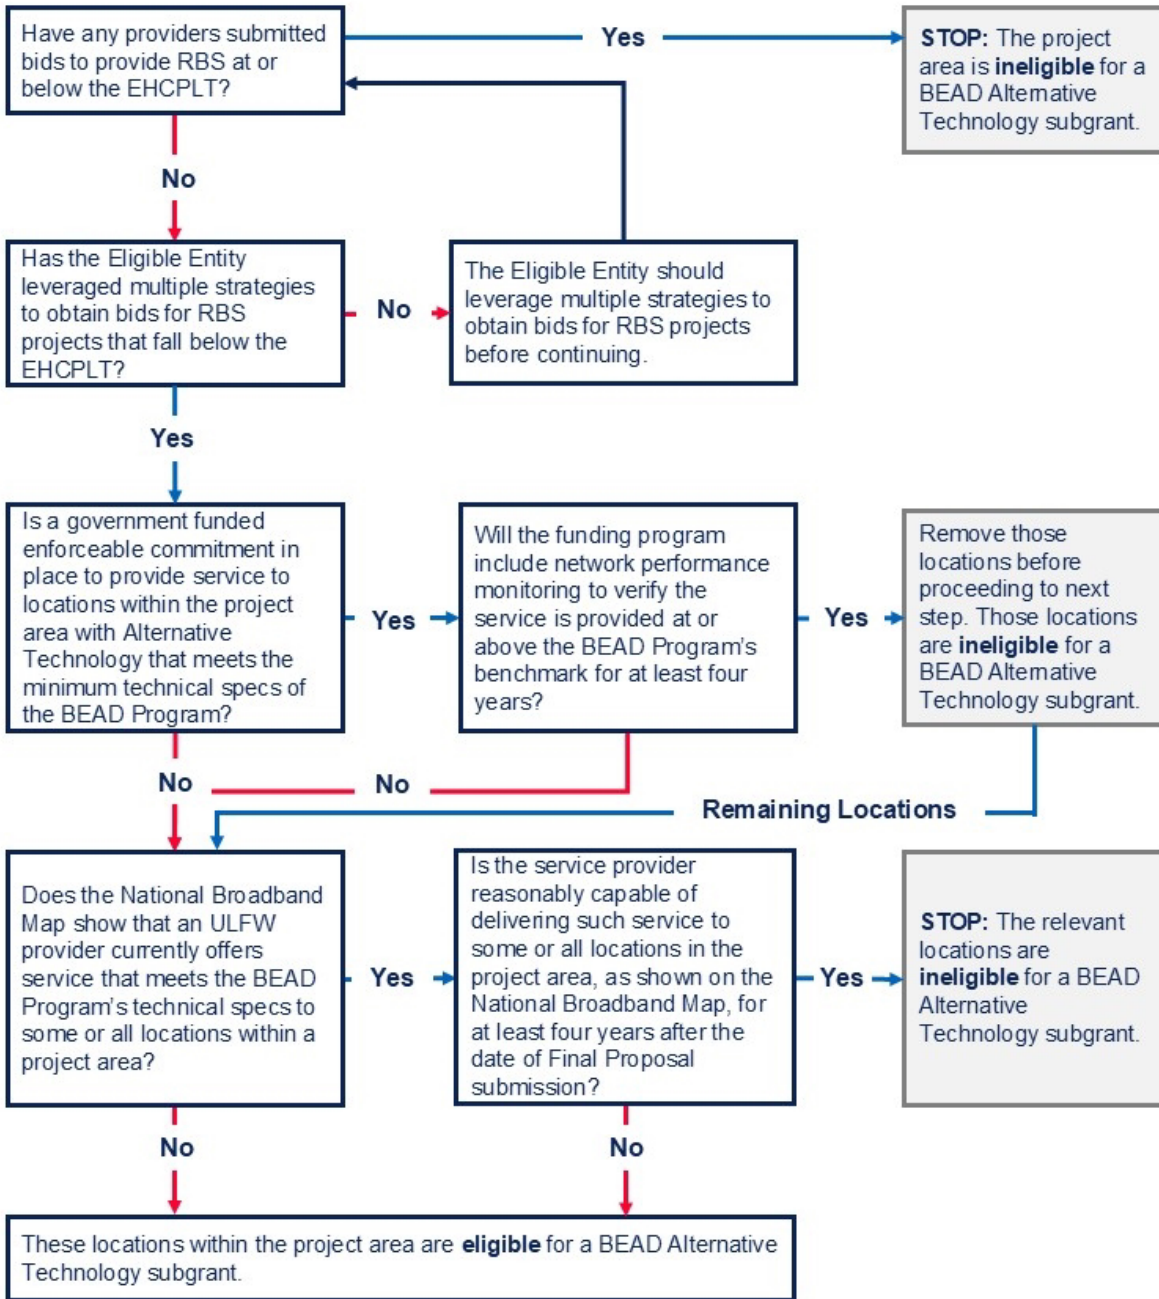 Have any providers submitted
bids to provide RBS at or
below the EHCPLT?
Yes
STOP: The project
area is ineligible for a
BEAD Alternative
Technology subgrant.
No
Has the Eligible Entity
leveraged multiple strategies
to obtain bids for RBS
projects that fall below the
EHCPLT?
No
The Eligible Entity should
leverage multiple strategies to
obtain bids for RBS projects
before continuing.
Yes
Is a government funded
enforceable commitment in
place to provide service to
locations within the project
area with Alternative
Technology that meets the
minimum technical specs of
the BEAD Program?
Yes
Will the funding program
include network performance
monitoring to verify the
service is provided at or
above the BEAD Program's
benchmark for at least four
years?
Yes
Remove those
locations before
proceeding to next
step. Those locations
are ineligible for a
BEAD Alternative
Technology subgrant.
No
No
Remaining Locations
Does the National Broadband
Map show that an ULFW
provider currently offers
service that meets the BEAD
Program's technical specs to
some or all locations within a
project area?
Yes
Is the service provider
reasonably capable of
delivering such service to
some or all locations in the
project area, as shown on the
National Broadband Map, for
at least four years after the
date of Final Proposal
submission?
Yes
STOP: The relevant
locations are
ineligible for a BEAD
Alternative
Technology subgrant.
No
No
These locations within the project area are eligible for a BEAD Alternative
Technology subgrant.